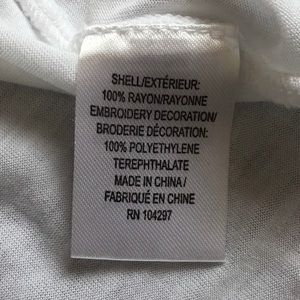 SHELL/EXTÉRIEUR:
100% RAYON/RAYONNE
EMBROIDERY DECORATION/
BRODERIE DÉCORATION:
100% POLYETHYLENE
TEREPHTHALATE
MADE IN CHINA /
FABRIQUÉ EN CHINE
RN 104297